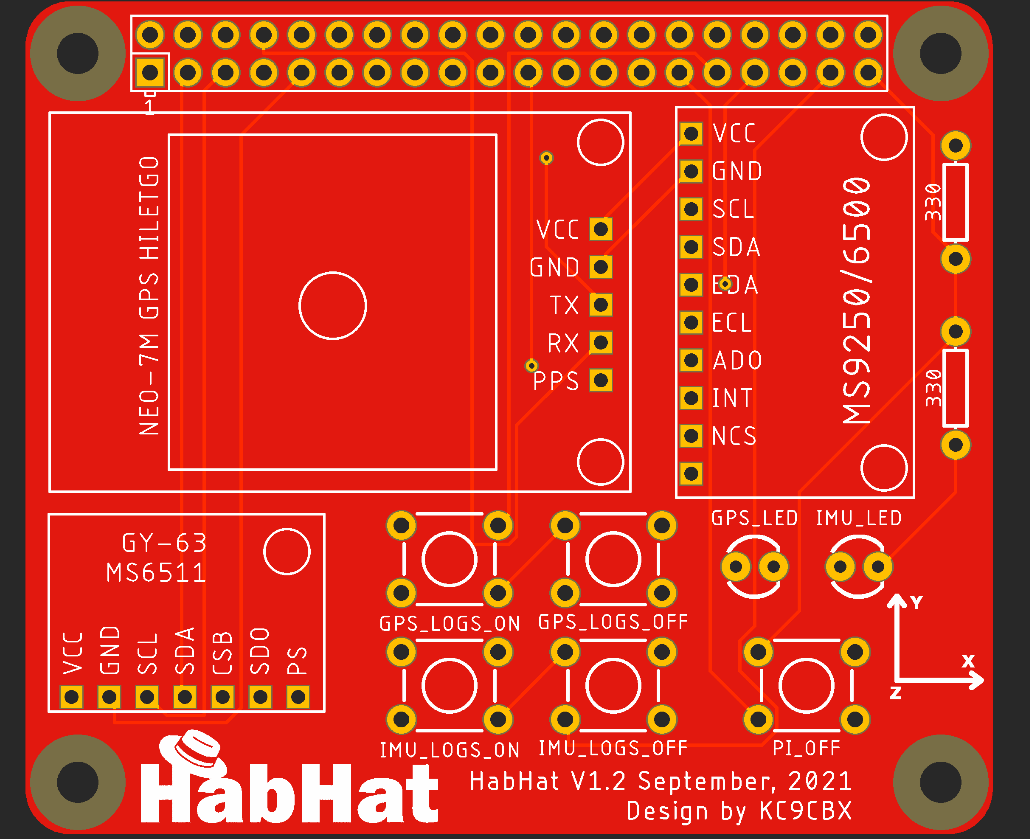 1
NEO-7M GPS HILETGO
VCC
GND
TX
RX
PPS
VCC
GND
SCL
SDA
EDA
ECL
ADO
INT
NCS
MS9250/6500
330
330
GY-63
MS6511
VCC
GND
SCL
SDA
CSB
SDO
PS
GPS_LED IMU_LED
GPS_LOGS_ON GPS_LOGS_OFF
IMU_LOGS_ON IMU_LOGS_OFF PI_OFF
Y
X
Z
HabHat
HabHat V1.2 September, 2021
Design by KC9CBX